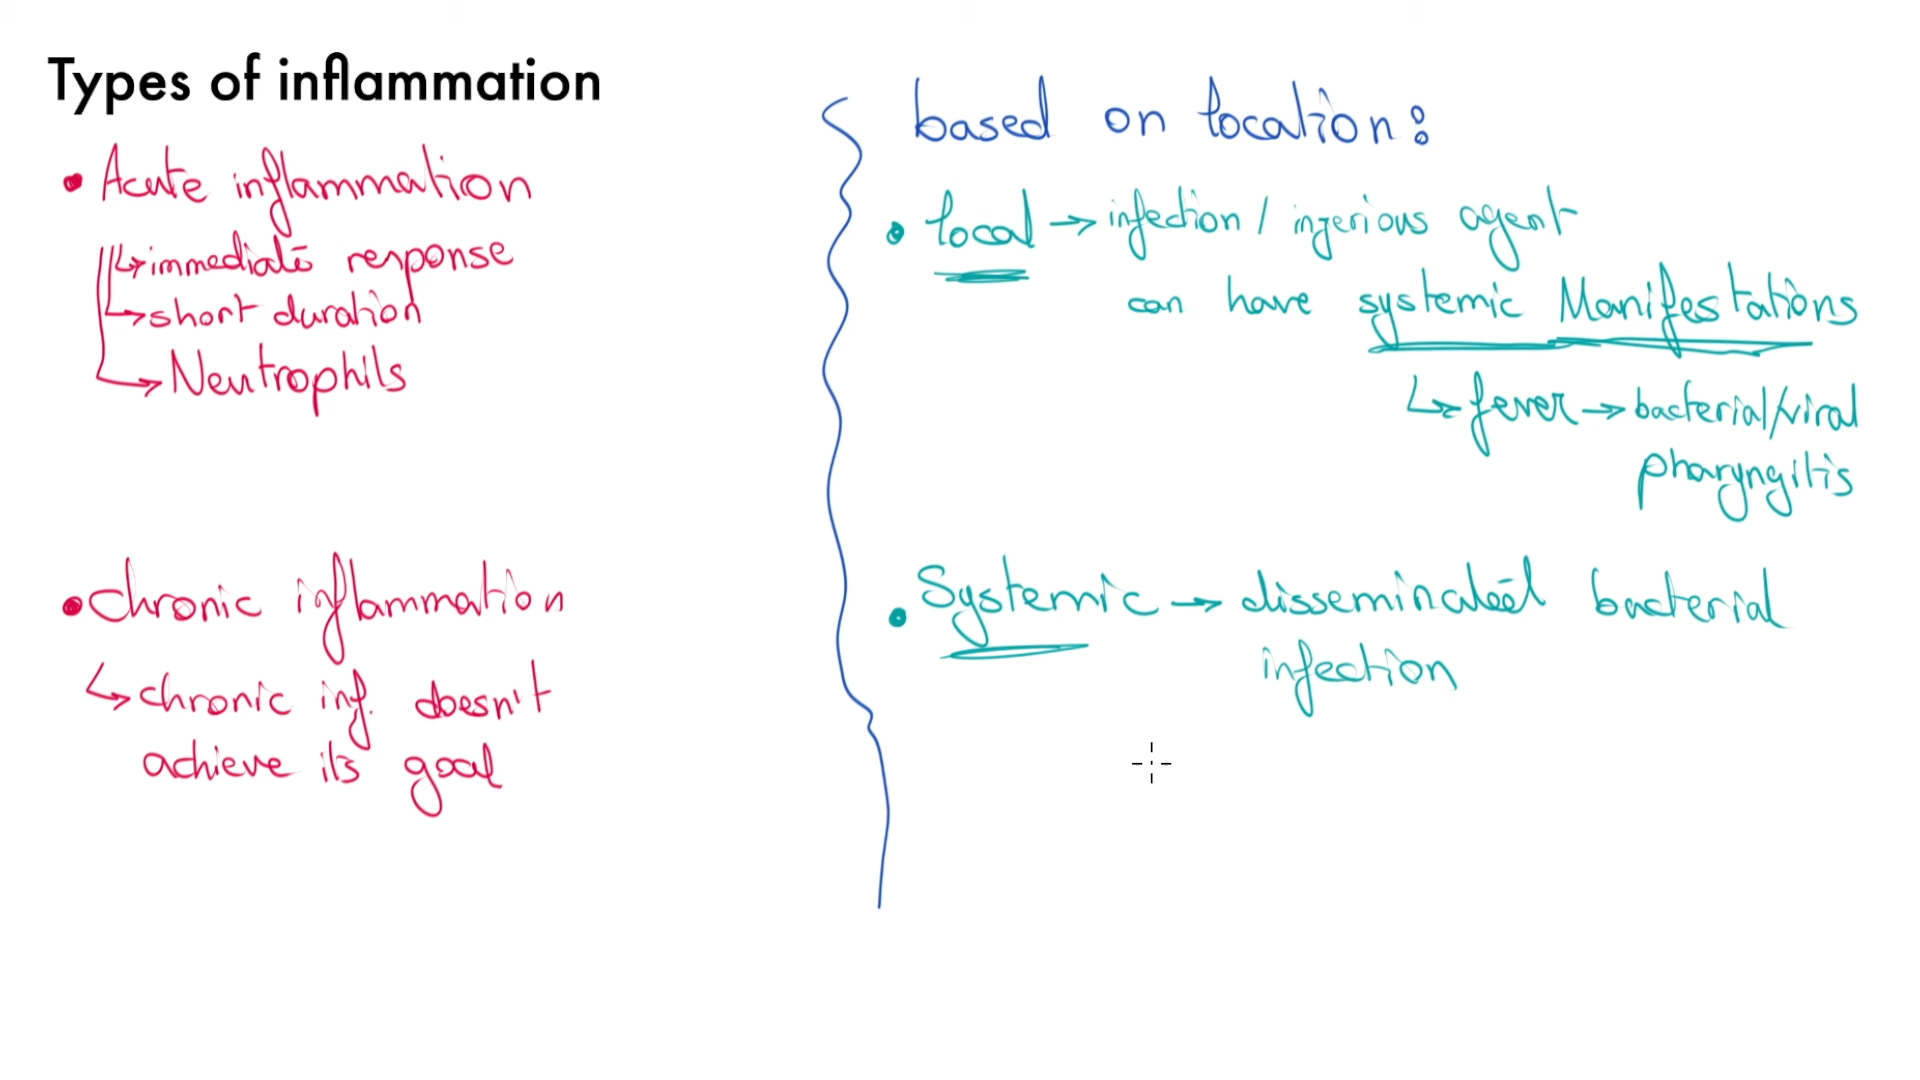 Types of inflammation
• Acute inflammation
↳ immediate response
↳ short duration
↳ Neutrophils
• chronic inflammation
↳ chronic inf. doesn't
achieve its goal
based on location:
• local → infection / ingerious agent
can have systemic Manifestations
↳ fever → bacterial/viral
pharyngitis
• Systemic → disseminated bacterial
infection